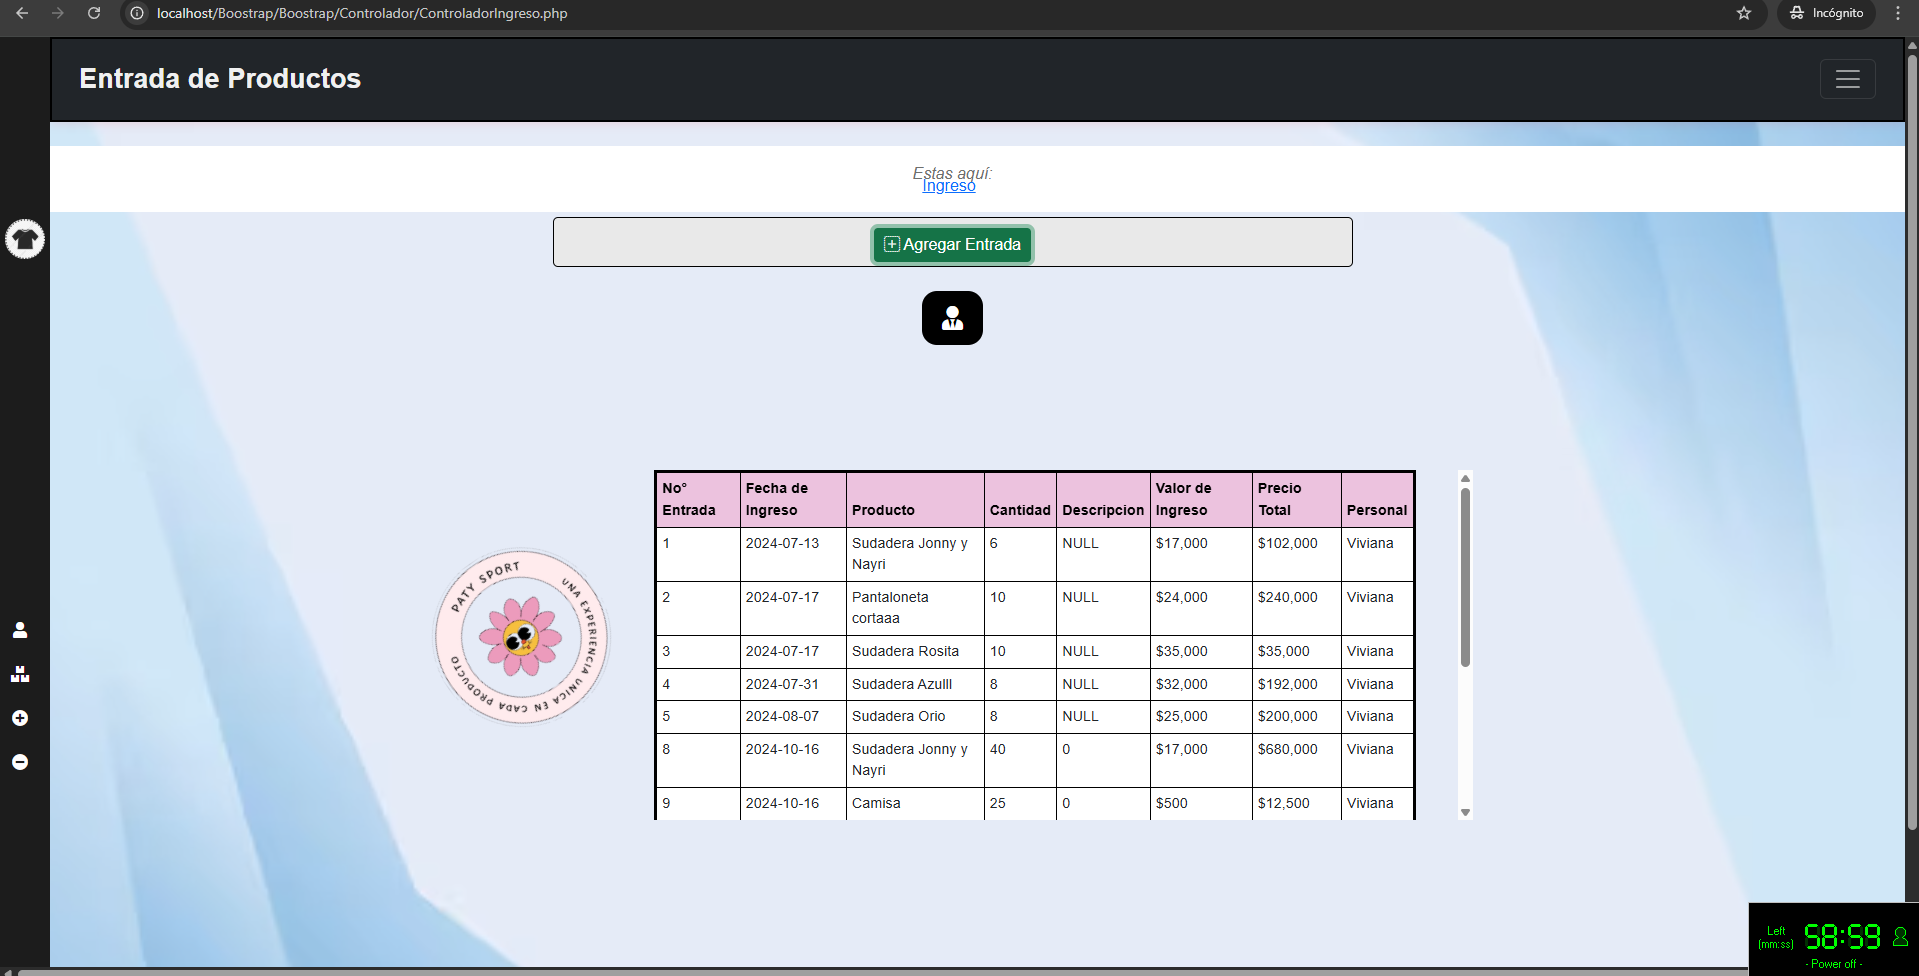 localhost/Boostrap/Boostrap/Controlador/ControladorIngreso.php
Incógnito
Entrada de Productos
Estas aquí:
Ingreso
Agregar Entrada
PATY SPORT
UNA EXPERIENCIA UNICA EN CADA PRODUCTO
No° Entrada Fecha de Ingreso Producto Cantidad Descripcion Valor de Ingreso Precio Total Personal
1 2024-07-13 Sudadera Jonny y Nayri 6 NULL $17,000 $102,000 Viviana
2 2024-07-17 Pantaloneta cortaaa 10 NULL $24,000 $240,000 Viviana
3 2024-07-17 Sudadera Rosita 10 NULL $35,000 $35,000 Viviana
4 2024-07-31 Sudadera Azulll 8 NULL $32,000 $192,000 Viviana
5 2024-08-07 Sudadera Orio 8 NULL $25,000 $200,000 Viviana
8 2024-10-16 Sudadera Jonny y Nayri 40 0 $17,000 $680,000 Viviana
9 2024-10-16 Camisa 25 0 $500 $12,500 Viviana
Left
(mm:ss)
58:59
- Power off -